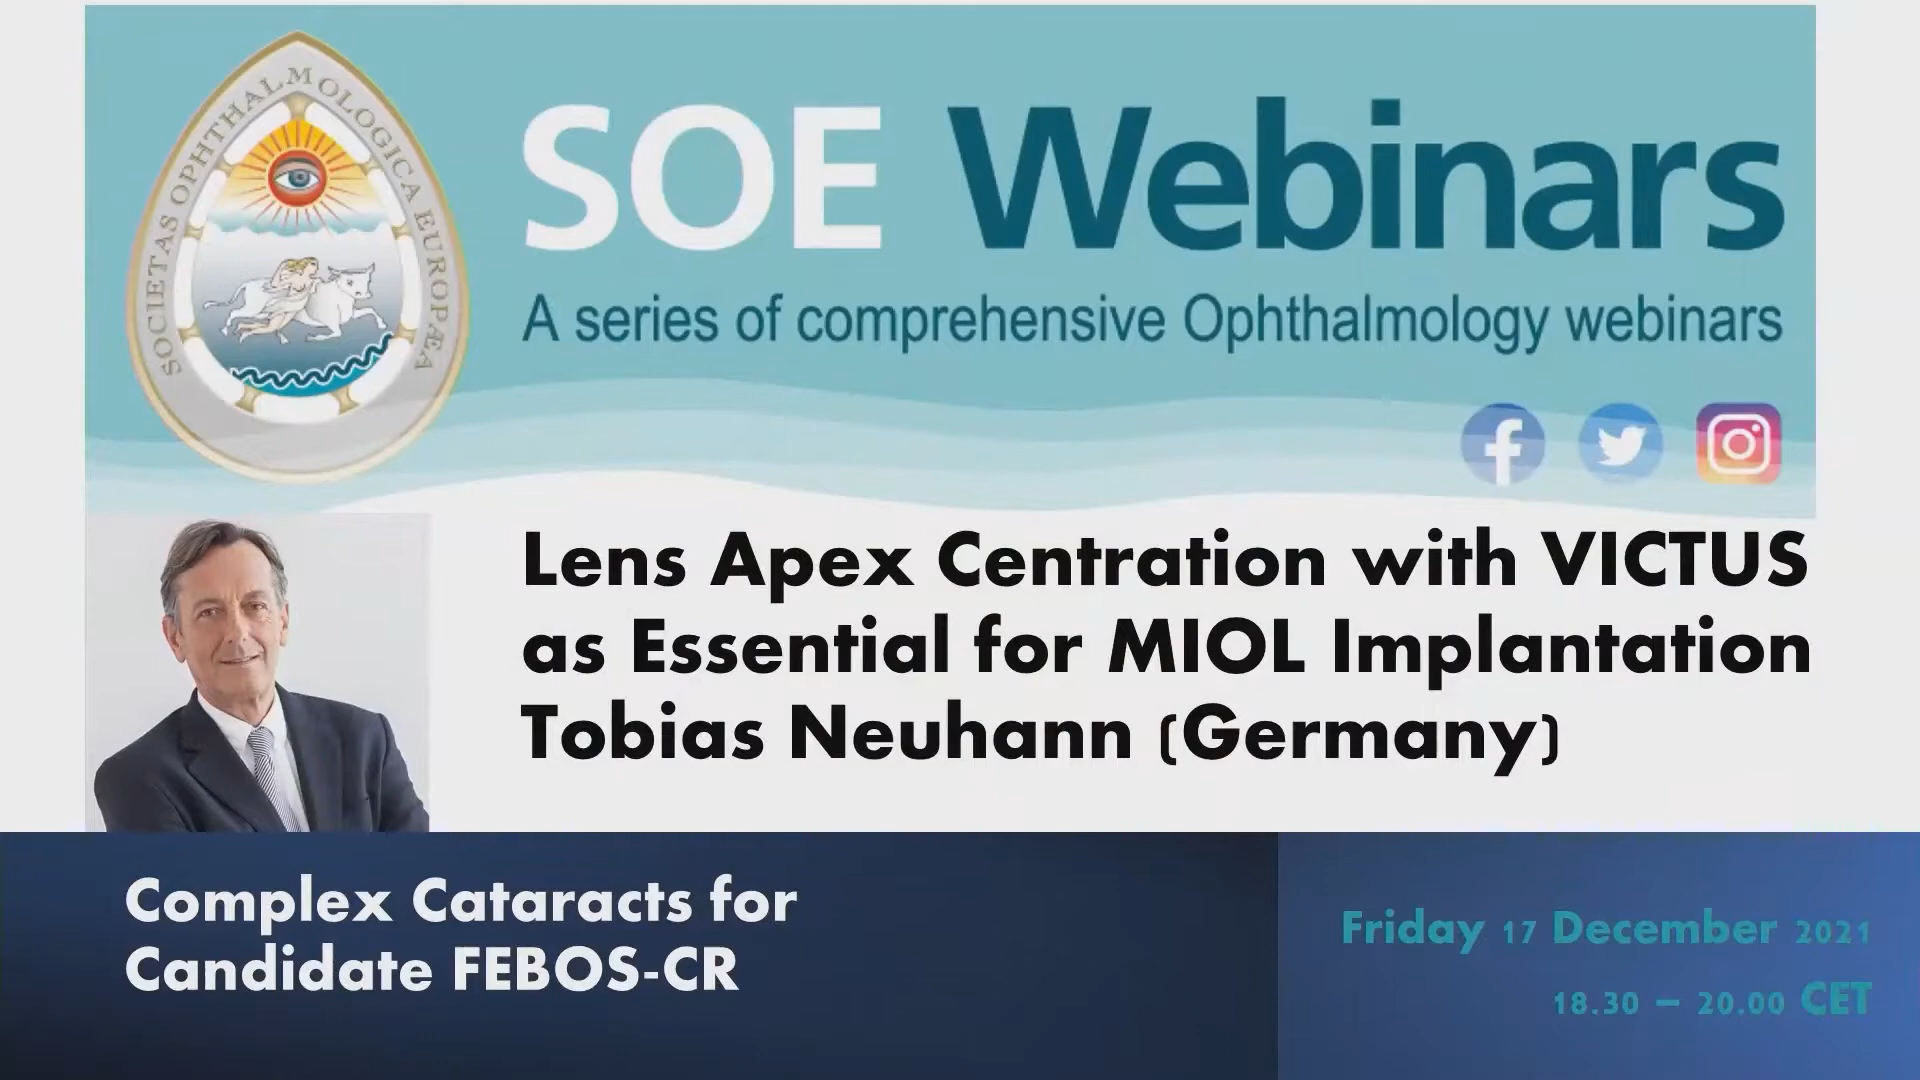 SOCIETAS OPHTHALMOLOGICA EUROPÆA
SOE Webinars
A series of comprehensive Ophthalmology webinars
Lens Apex Centration with VICTUS
as Essential for MIOL Implantation
Tobias Neuhann (Germany)
Complex Cataracts for
Candidate FEBOS-CR
Friday 17 December 2021
18.30 – 20.00 CET